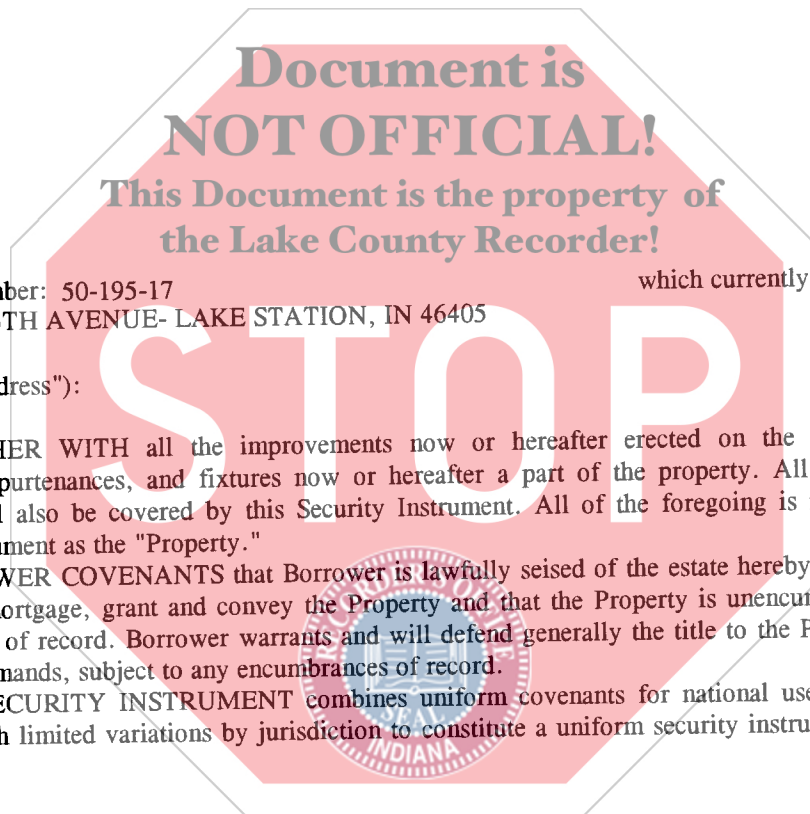 Document is
NOT OFFICIAL!
This Document is the property of
the Lake County Recorder!
ber: 50-195-17 which currently
TH AVENUE- LAKE STATION, IN 46405
dress"):
STOP
HER WITH all the improvements now or hereafter erected on the
purtenances, and fixtures now or hereafter a part of the property. All
also be covered by this Security Instrument. All of the foregoing is
ment as the "Property."
WER COVENANTS that Borrower is lawfully seised of the estate hereby
ortgage, grant and convey the Property and that the Property is unencu
of record. Borrower warrants and will defend generally the title to the P
mands, subject to any encumbrances of record.
ECURITY INSTRUMENT combines uniform covenants for national use
h limited variations by jurisdiction to constitute a uniform security instru
RECORDER'S OFFICE
SEAL
INDIANA